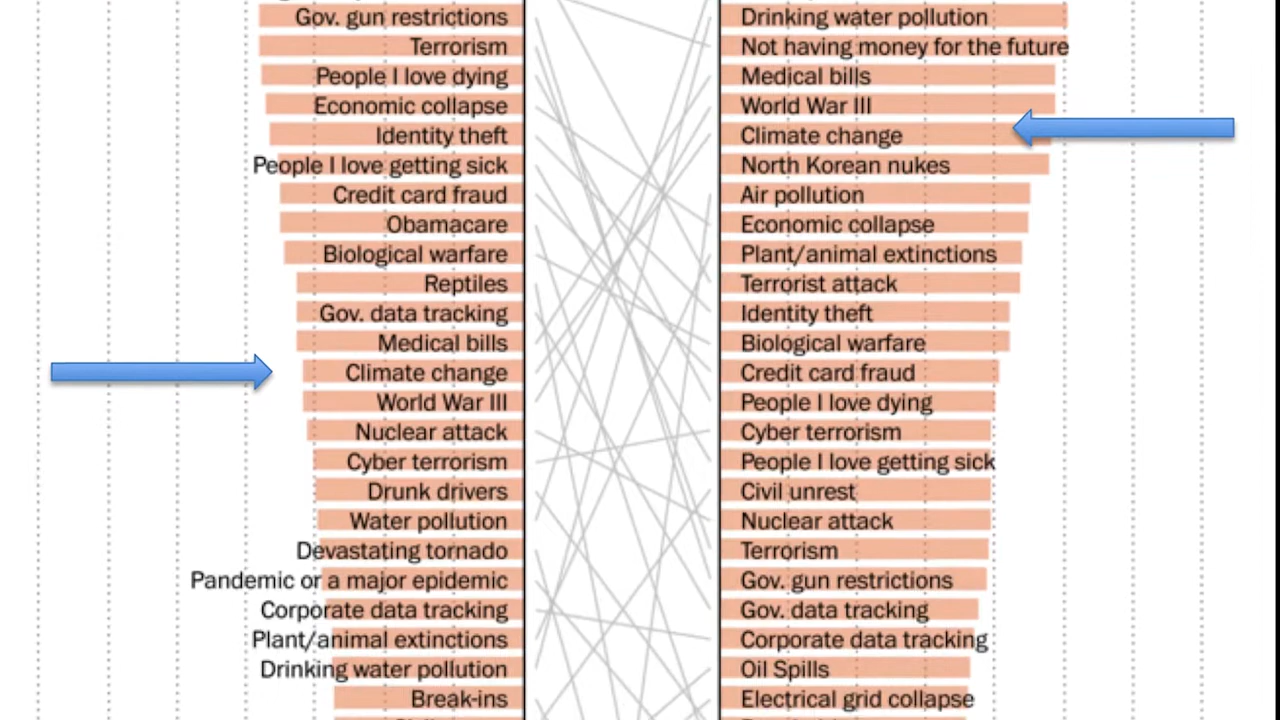 Gov. gun restrictions
Terrorism
People I love dying
Economic collapse
Identity theft
People I love getting sick
Credit card fraud
Obamacare
Biological warfare
Reptiles
Gov. data tracking
Medical bills
Climate change
World War III
Nuclear attack
Cyber terrorism
Drunk drivers
Water pollution
Devastating tornado
Pandemic or a major epidemic
Corporate data tracking
Plant/animal extinctions
Drinking water pollution
Break-ins
Drinking water pollution
Not having money for the future
Medical bills
World War III
Climate change
North Korean nukes
Air pollution
Economic collapse
Plant/animal extinctions
Terrorist attack
Identity theft
Biological warfare
Credit card fraud
People I love dying
Cyber terrorism
People I love getting sick
Civil unrest
Nuclear attack
Terrorism
Gov. gun restrictions
Gov. data tracking
Corporate data tracking
Oil Spills
Electrical grid collapse